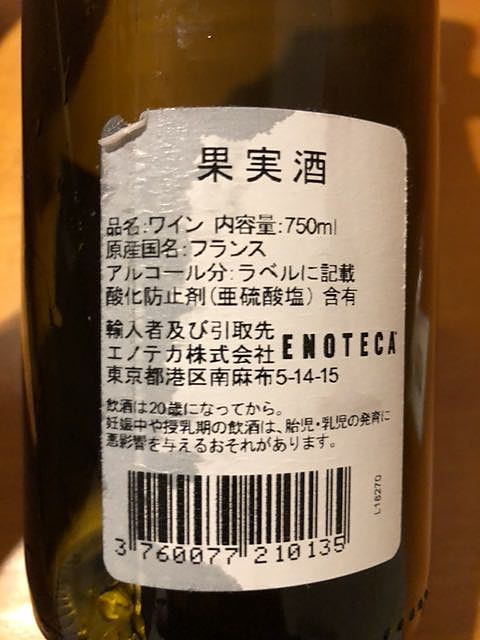 果実酒
品名:ワイン 内容量:750ml
原産国名:フランス
アルコール分:ラベルに記載
酸化防止剤(亜硫酸塩)含有
輸入者及び引取先
エノテカ株式会社 ENOTECA
東京都港区南麻布5-14-15
飲酒は20歳になってから。
妊娠中や授乳期の飲酒は、胎児・乳児の発育に
悪影響を与えるおそれがあります。
L18270
3 760077 210135